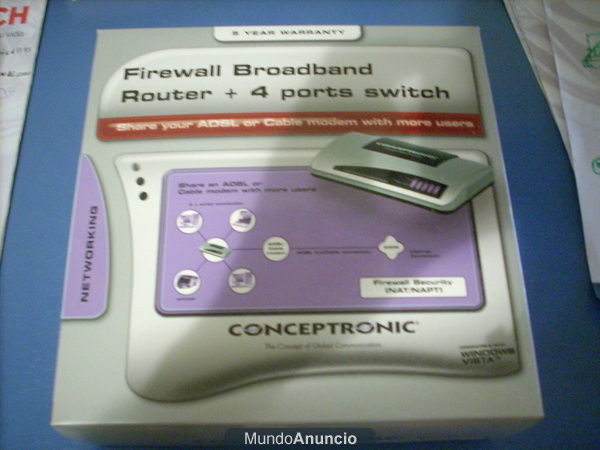 CH
5 YEAR WARRANTY
Firewall Broadband
Router + 4 ports switch
Share your ADSL or Cable modem with more users
Share an ADSL or
Cable modem with more users
NETWORKING
Firewall Security
(NAT/NAPT)
CONCEPTRONIC
The Concept of Global Communication
WINDOWS
VISTA
MundoAnuncio